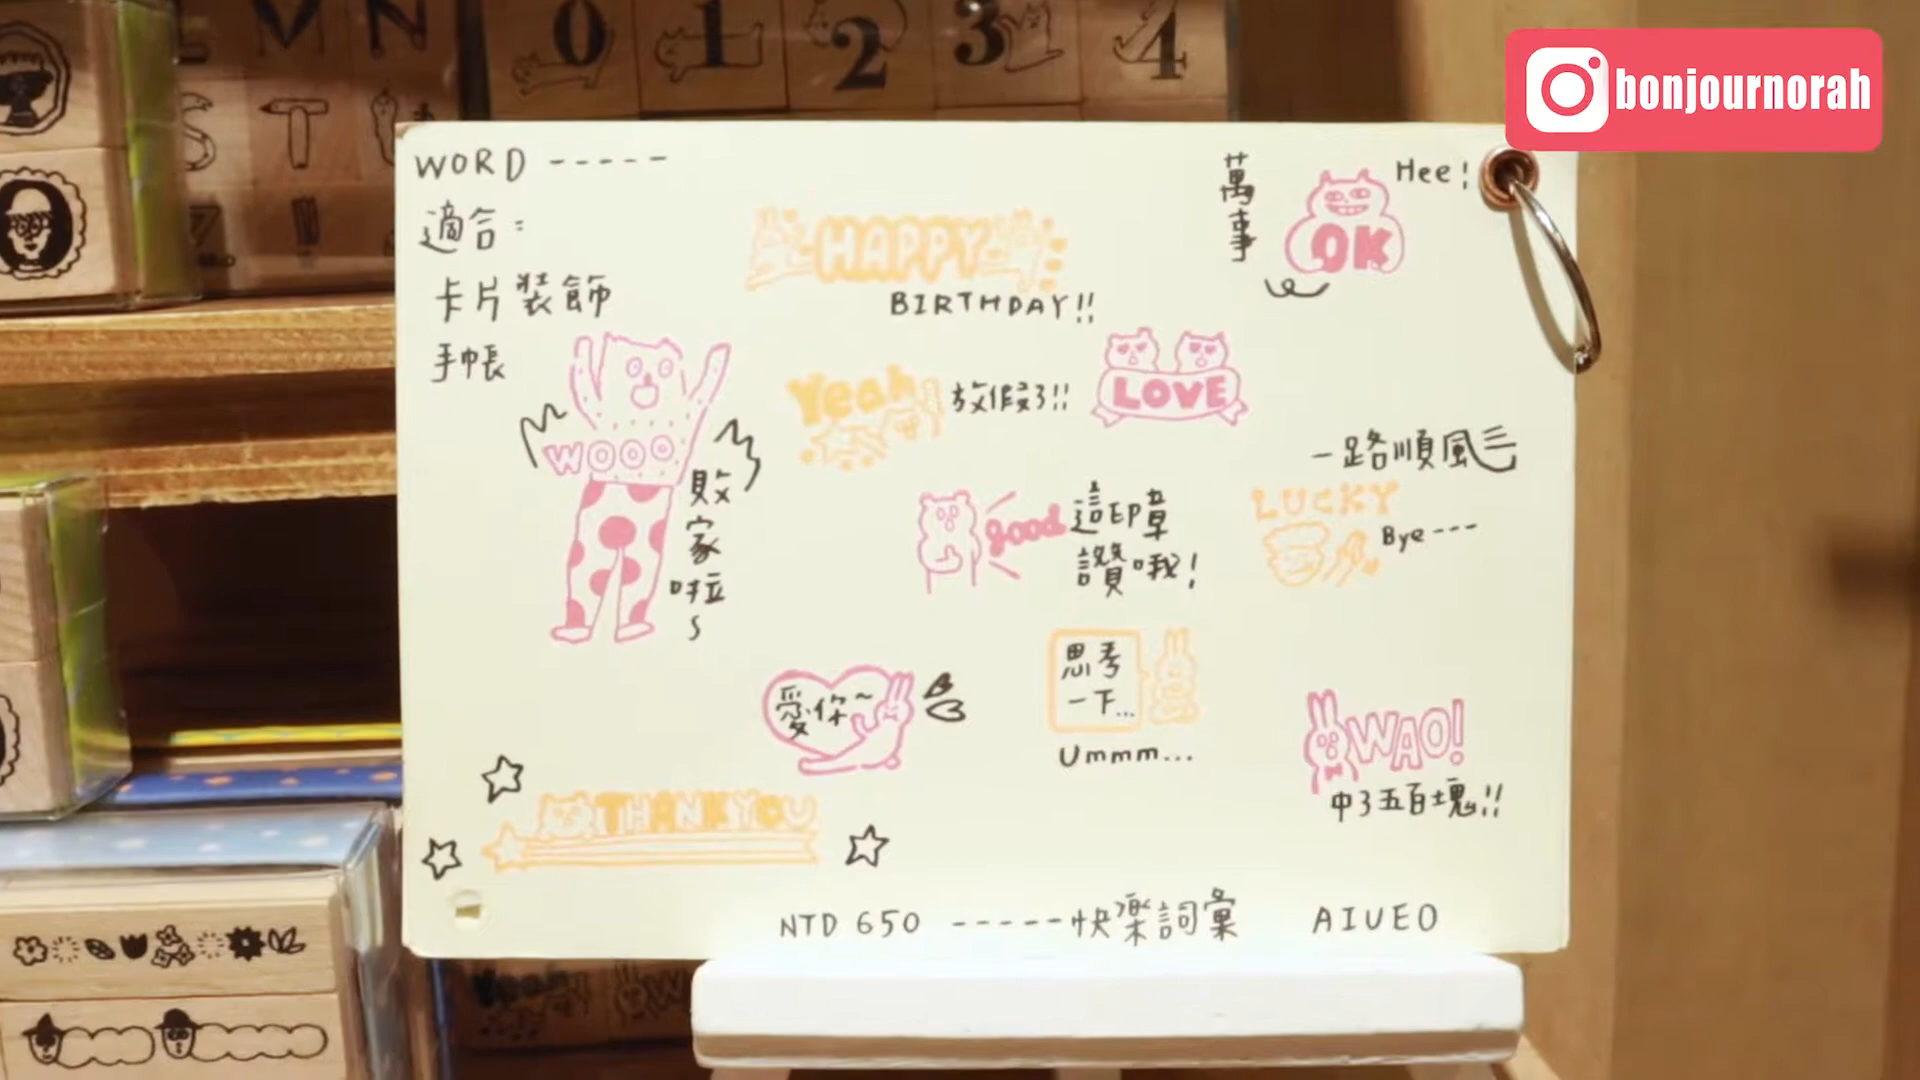 M N
0 1 2 3 4
S T
bonjournorah
WORD -----
適合:
卡片裝飾
手帳
HAPPY
BIRTHDAY!!
萬事
OK
Hee!
Yeah
放假了!!
LOVE
WOOO
敗家啦~
good
這印章
讚哦!
一路順風
LUCKY
Bye---
愛你~
思考
一下...
Ummm...
WAO!
中了五百塊!!
THANK YOU
NTD 650 -----快樂詞彙 AIUEO
Yeah